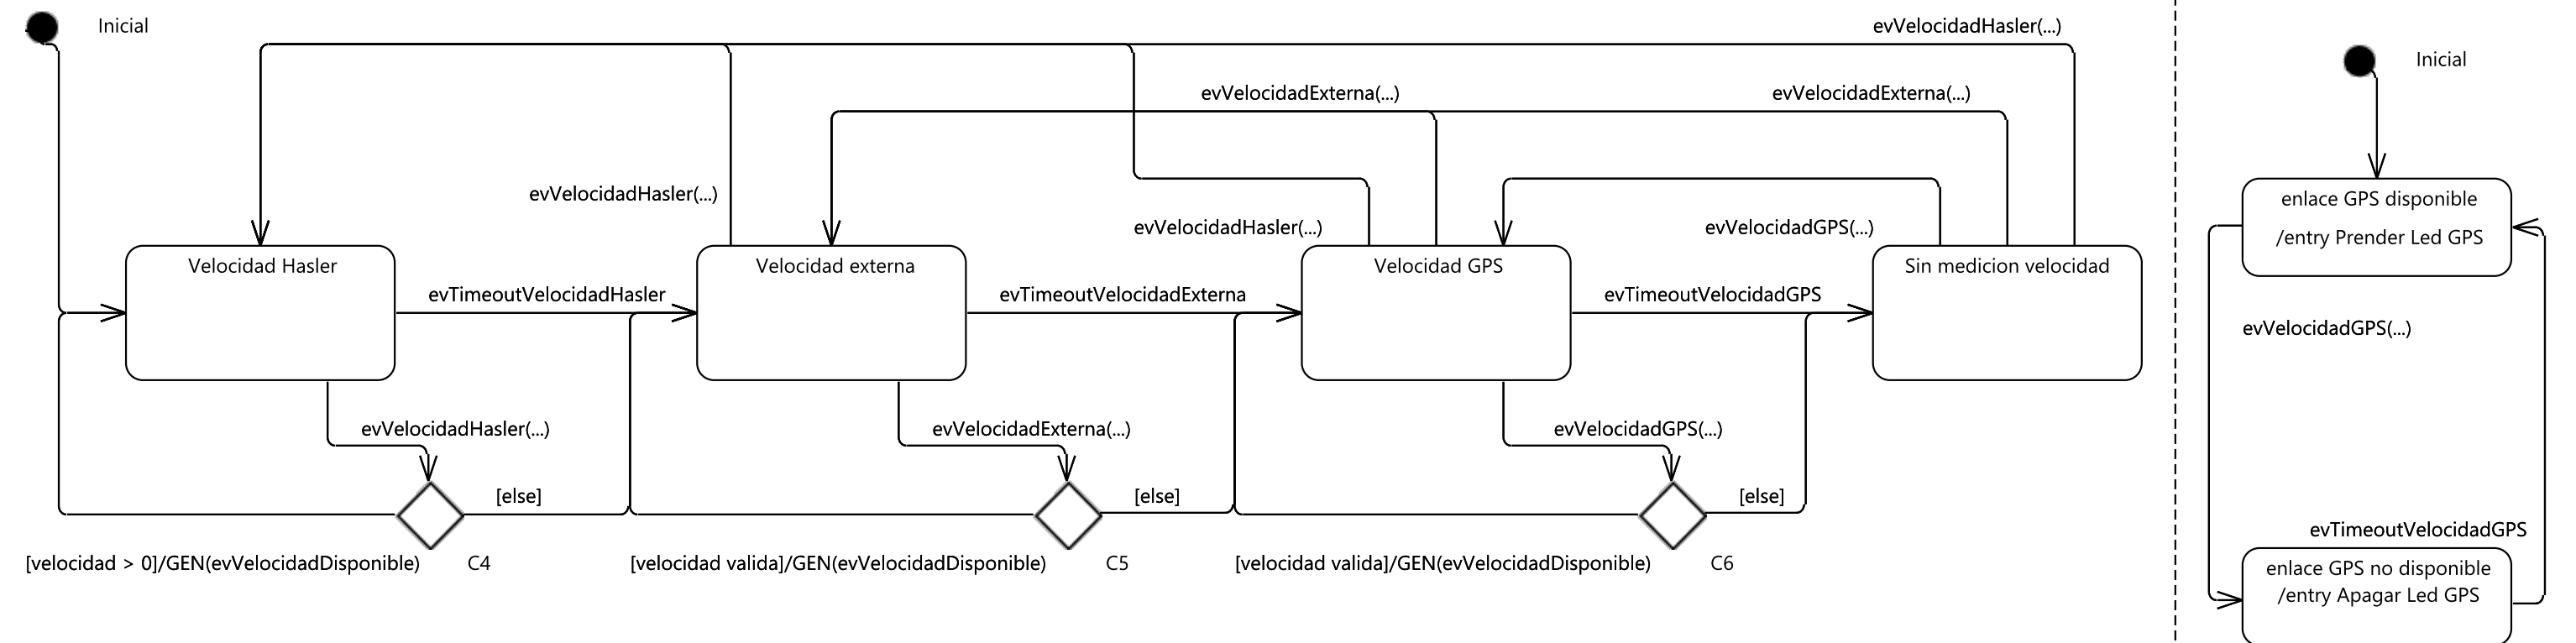 Inicial
evVelocidadHasler(...)
Inicial
evVelocidadExterna(...)
evVelocidadExterna(...)
evVelocidadHasler(...)
evVelocidadHasler(...)
evVelocidadGPS(...)
enlace GPS disponible
/entry Prender Led GPS
Velocidad Hasler
Velocidad externa
Velocidad GPS
Sin medicion velocidad
evTimeoutVelocidadHasler
evTimeoutVelocidadExterna
evTimeoutVelocidadGPS
evVelocidadGPS(...)
evVelocidadHasler(...)
evVelocidadExterna(...)
evVelocidadGPS(...)
[else]
[else]
[else]
evTimeoutVelocidadGPS
[velocidad > 0]/GEN(evVelocidadDisponible)
C4
[velocidad valida]/GEN(evVelocidadDisponible)
C5
[velocidad valida]/GEN(evVelocidadDisponible)
C6
enlace GPS no disponible
/entry Apagar Led GPS